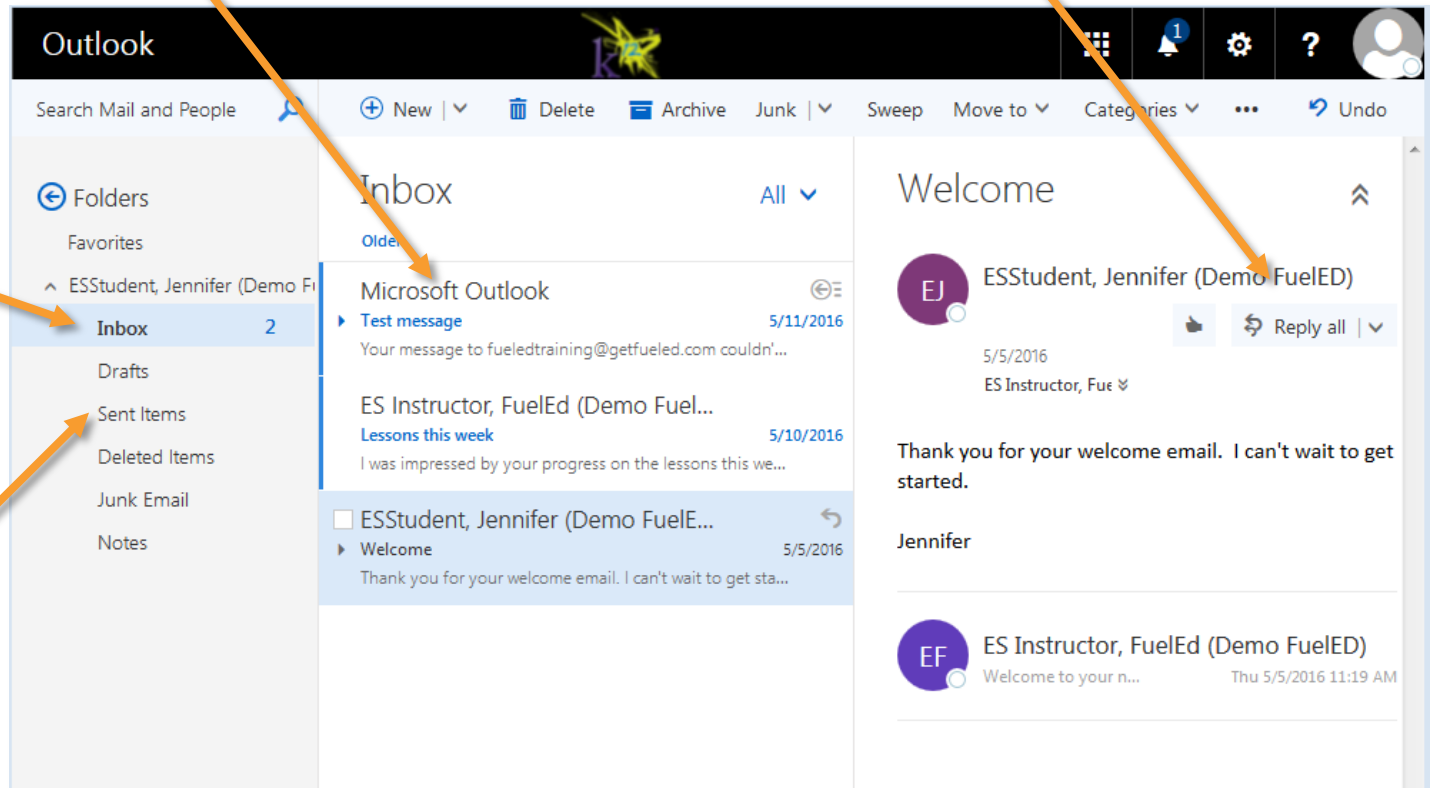 Outlook
k12
1
?
Search Mail and People
New
Delete
Archive
Junk
Sweep
Move to
Categories
•••
Undo
Folders
Favorites
ESStudent, Jennifer (Demo F
Inbox 2
Drafts
Sent Items
Deleted Items
Junk Email
Notes
Inbox
All
Older
Microsoft Outlook
Test message 5/11/2016
Your message to fueledtraining@getfueled.com couldn'...
ES Instructor, FuelEd (Demo Fuel...
Lessons this week 5/10/2016
I was impressed by your progress on the lessons this we...
ESStudent, Jennifer (Demo FuelE...
Welcome 5/5/2016
Thank you for your welcome email. I can't wait to get sta...
Welcome
EJ
ESStudent, Jennifer (Demo FuelED)
Reply all
5/5/2016
ES Instructor, Fue
Thank you for your welcome email. I can't wait to get
started.
Jennifer
EF
ES Instructor, FuelEd (Demo FuelED)
Welcome to your n... Thu 5/5/2016 11:19 AM